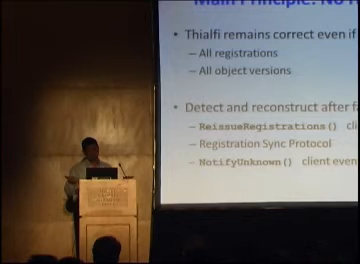 Main Principle: No
• Thialfi remains correct even if
– All registrations
– All object versions
• Detect and reconstruct after
– ReissueRegistrations() cli
– Registration Sync Protocol
– NotifyUnknown() client even